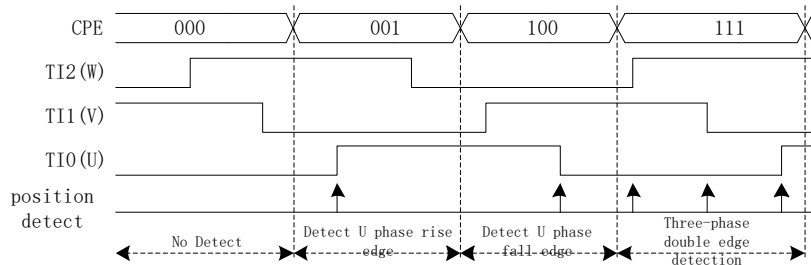 CPE 000 001 100 111
TI2(W)
TI1(V)
TI0(U)
position
detect
No Detect
Detect U phase rise
edge
Detect U phase
fall edge
Three-phase
double edge
detection